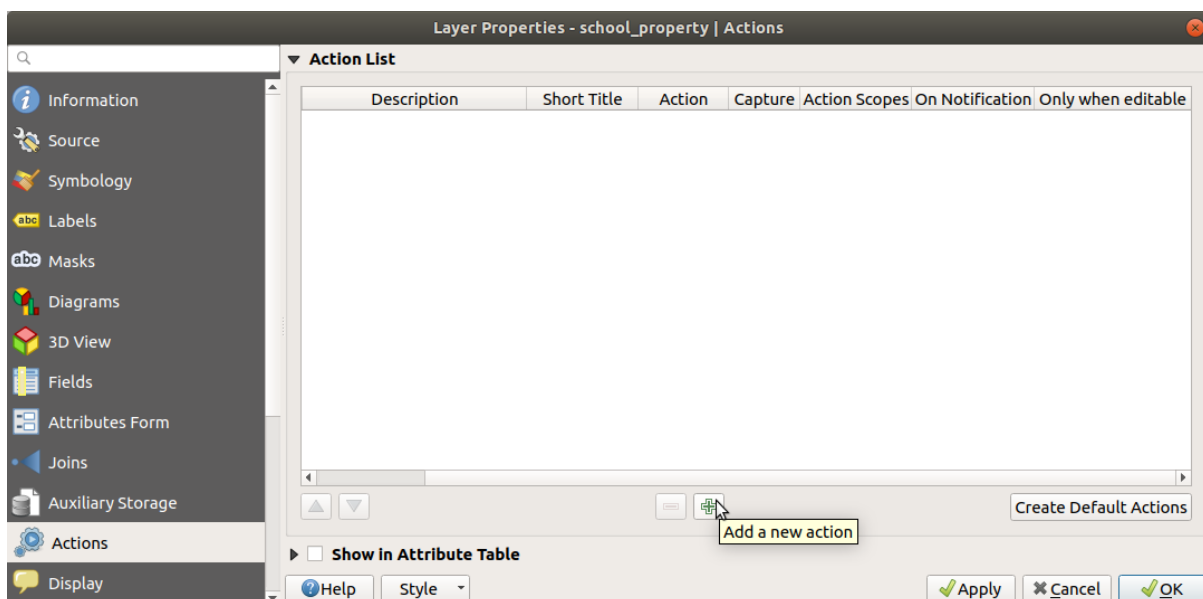 Layer Properties - school_property | Actions
Information
Source
abc Labels
abc Masks
Symbology
Diagrams
3D View
Fields
Attributes Form
Joins
Auxiliary Storage
Actions
Display
Action List
Description Short Title Action Capture Action Scopes On Notification Only when editable
Create Default Actions
Add a new action
Show in Attribute Table
Help Style Apply Cancel OK